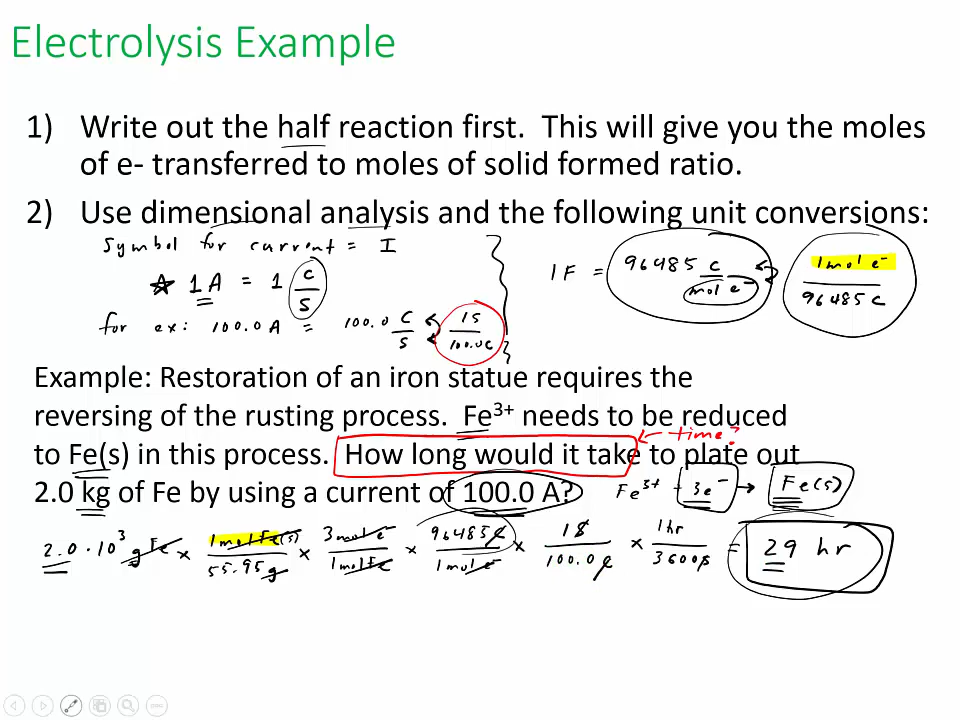 Electrolysis Example
1) Write out the half reaction first. This will give you the moles
of e- transferred to moles of solid formed ratio.
2) Use dimensional analysis and the following unit conversions:
Symbol for current = I
1 A = 1 C/S
for ex: 100.0 A = 100.0 C/S 1S/100.0C
1 F = 96485 C/mol e⁻ 1 mol e⁻/96485 C
Example: Restoration of an iron statue requires the
reversing of the rusting process. Fe³⁺ needs to be reduced
← time?
to Fe(s) in this process. How long would it take to plate out
2.0 kg of Fe by using a current of 100.0 A?
Fe³⁺ + 3e⁻ → Fe(s)
2.0 · 10³ g Fe × 1 mol Fe(s)/55.95 g × 3 mol e⁻/1 mol Fe × 96485 C/1 mol e⁻ × 1 S/100.0 C × 1 hr/3600 s = 29 hr